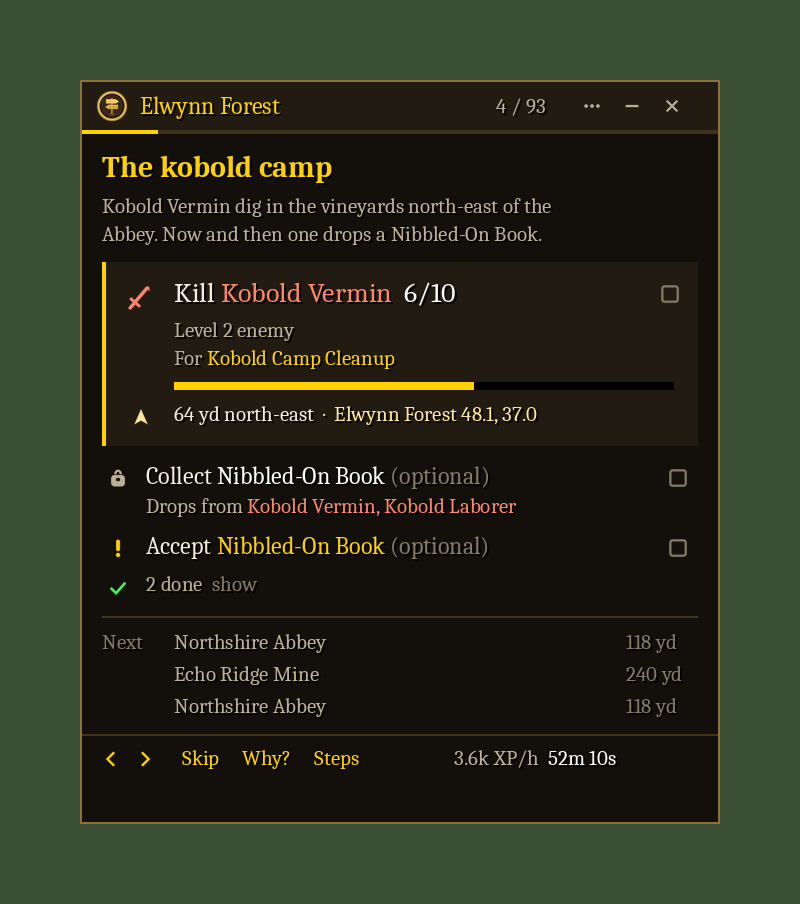 Elwynn Forest 4 / 93
The kobold camp
Kobold Vermin dig in the vineyards north-east of the
Abbey. Now and then one drops a Nibbled-On Book.
Kill Kobold Vermin 6/10
Level 2 enemy
For Kobold Camp Cleanup
64 yd north-east · Elwynn Forest 48.1, 37.0
Collect Nibbled-On Book (optional)
Drops from Kobold Vermin, Kobold Laborer
Accept Nibbled-On Book (optional)
2 done show
Next Northshire Abbey 118 yd
Echo Ridge Mine 240 yd
Northshire Abbey 118 yd
Skip Why? Steps 3.6k XP/h 52m 10s